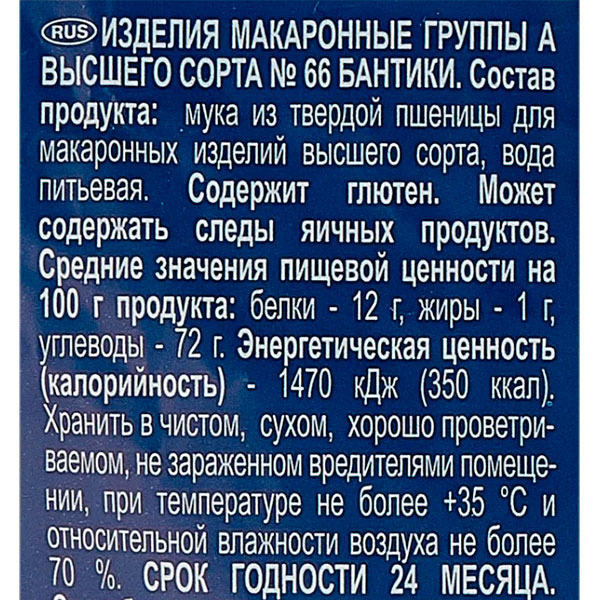 RUS ИЗДЕЛИЯ МАКАРОННЫЕ ГРУППЫ А
ВЫСШЕГО СОРТА № 66 БАНТИКИ. Состав
продукта: мука из твердой пшеницы для
макаронных изделий высшего сорта, вода
питьевая. Содержит глютен. Может
содержать следы яичных продуктов.
Средние значения пищевой ценности на
100 г продукта: белки - 12 г, жиры - 1 г,
углеводы - 72 г. Энергетическая ценность
(калорийность) - 1470 кДж (350 ккал).
Хранить в чистом, сухом, хорошо проветри-
ваемом, не зараженном вредителями помеще-
нии, при температуре не более +35 °С и
относительной влажности воздуха не более
70 %. СРОК ГОДНОСТИ 24 МЕСЯЦА.